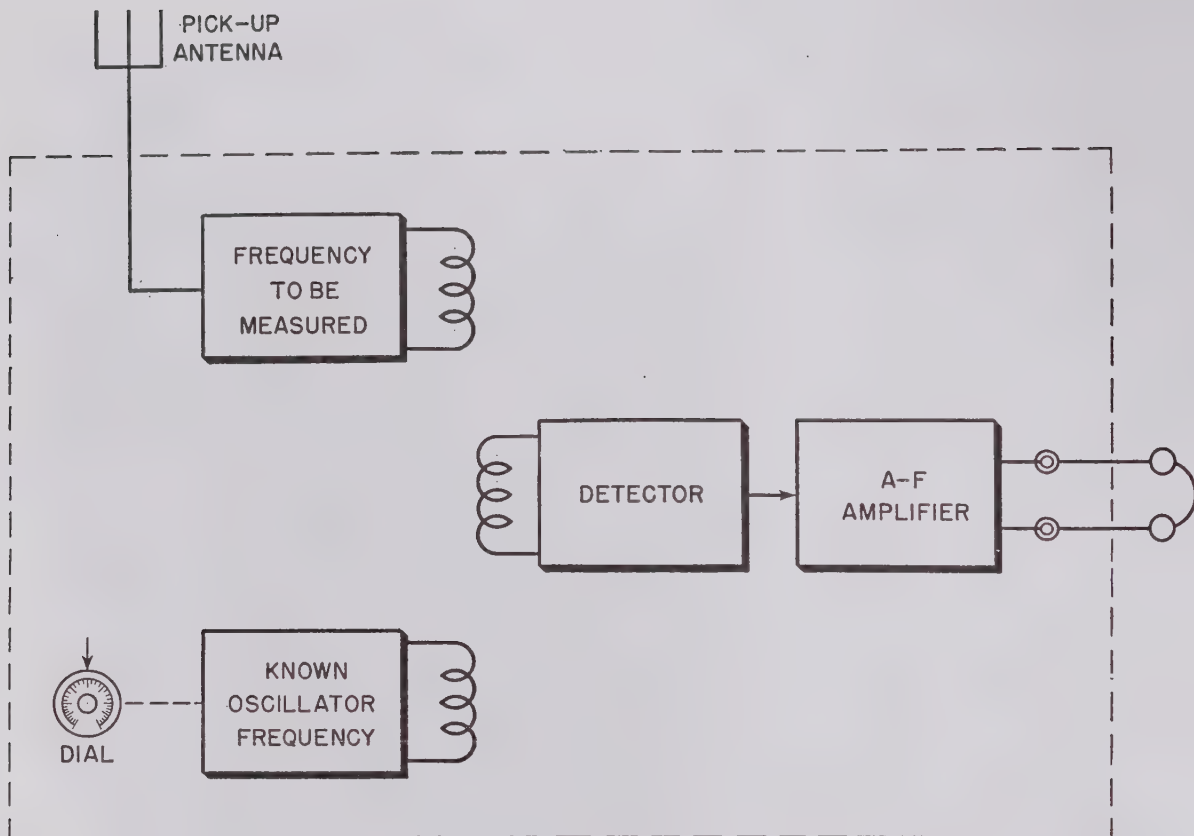 PICK-UP
ANTENNA
FREQUENCY
TO BE
MEASURED
DETECTOR
A-F
AMPLIFIER
KNOWN
OSCILLATOR
FREQUENCY
DIAL